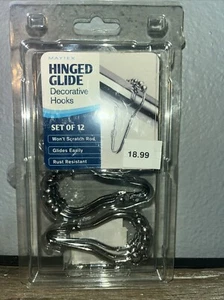 HINGED
GLIDE
Decorative
Hooks
SET OF 12
Won't Scratch Rod
Glides Easily
Rust Resistant
18.99